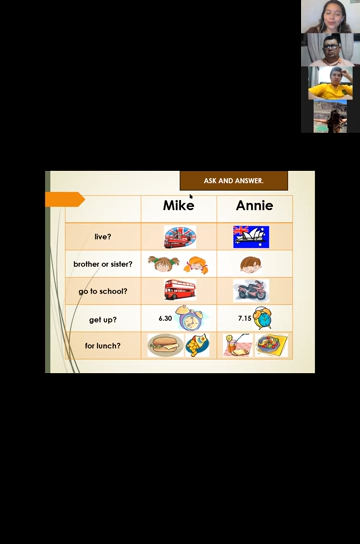 ASK AND ANSWER.
Mike Annie
live?
brother or sister?
go to school?
get up? 6.30 7.15
for lunch?